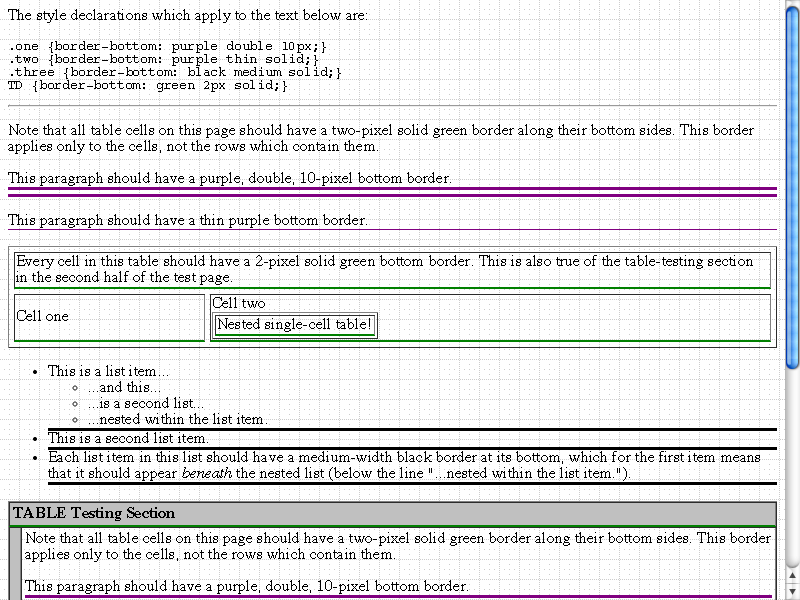 The style declarations which apply to the text below are:
.one {border-bottom: purple double 10px;}
.two {border-bottom: purple thin solid;}
.three {border-bottom: black medium solid;}
TD {border-bottom: green 2px solid;}
Note that all table cells on this page should have a two-pixel solid green border along their bottom sides. This border
applies only to the cells, not the rows which contain them.
This paragraph should have a purple, double, 10-pixel bottom border.
This paragraph should have a thin purple bottom border.
Every cell in this table should have a 2-pixel solid green bottom border. This is also true of the table-testing section
in the second half of the test page.
Cell one
Cell two
Nested single-cell table!
This is a list item...
...and this...
...is a second list...
...nested within the list item.
This is a second list item.
Each list item in this list should have a medium-width black border at its bottom, which for the first item means
that it should appear beneath the nested list (below the line "...nested within the list item.").
TABLE Testing Section
Note that all table cells on this page should have a two-pixel solid green border along their bottom sides. This border
applies only to the cells, not the rows which contain them.
This paragraph should have a purple, double, 10-pixel bottom border.